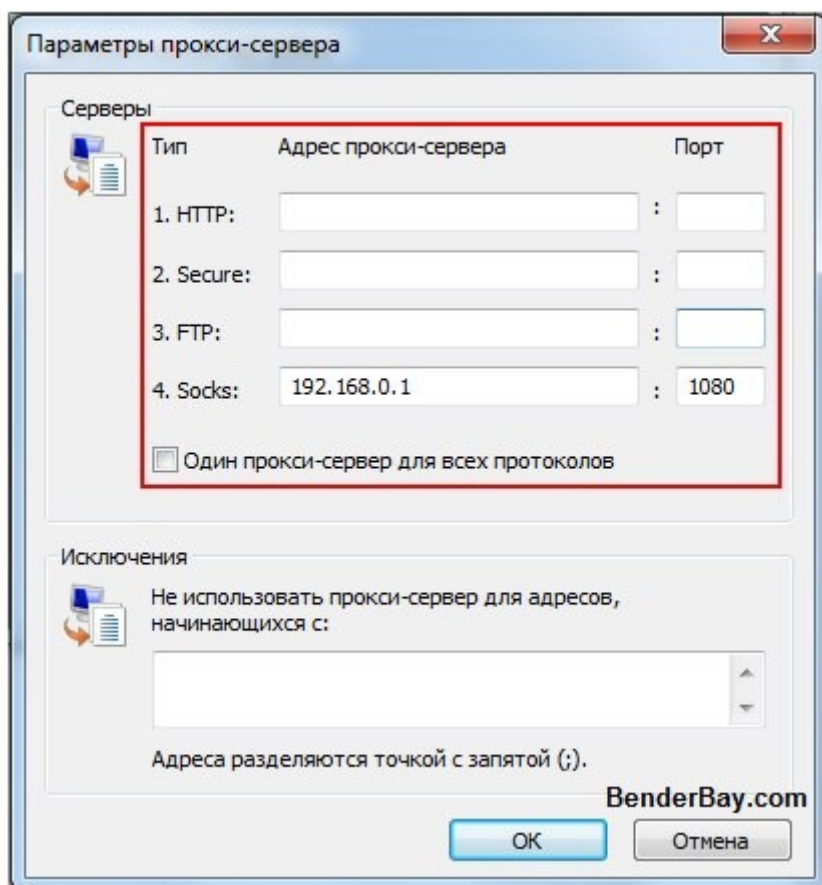 Параметры прокси-сервера
Серверы
Тип Адрес прокси-сервера Порт
1. HTTP: :
2. Secure: :
3. FTP: :
4. Socks: 192.168.0.1 : 1080
Один прокси-сервер для всех протоколов
Исключения
Не использовать прокси-сервер для адресов,
начинающихся с:
Адреса разделяются точкой с запятой (;).
BenderBay.com
ОК Отмена